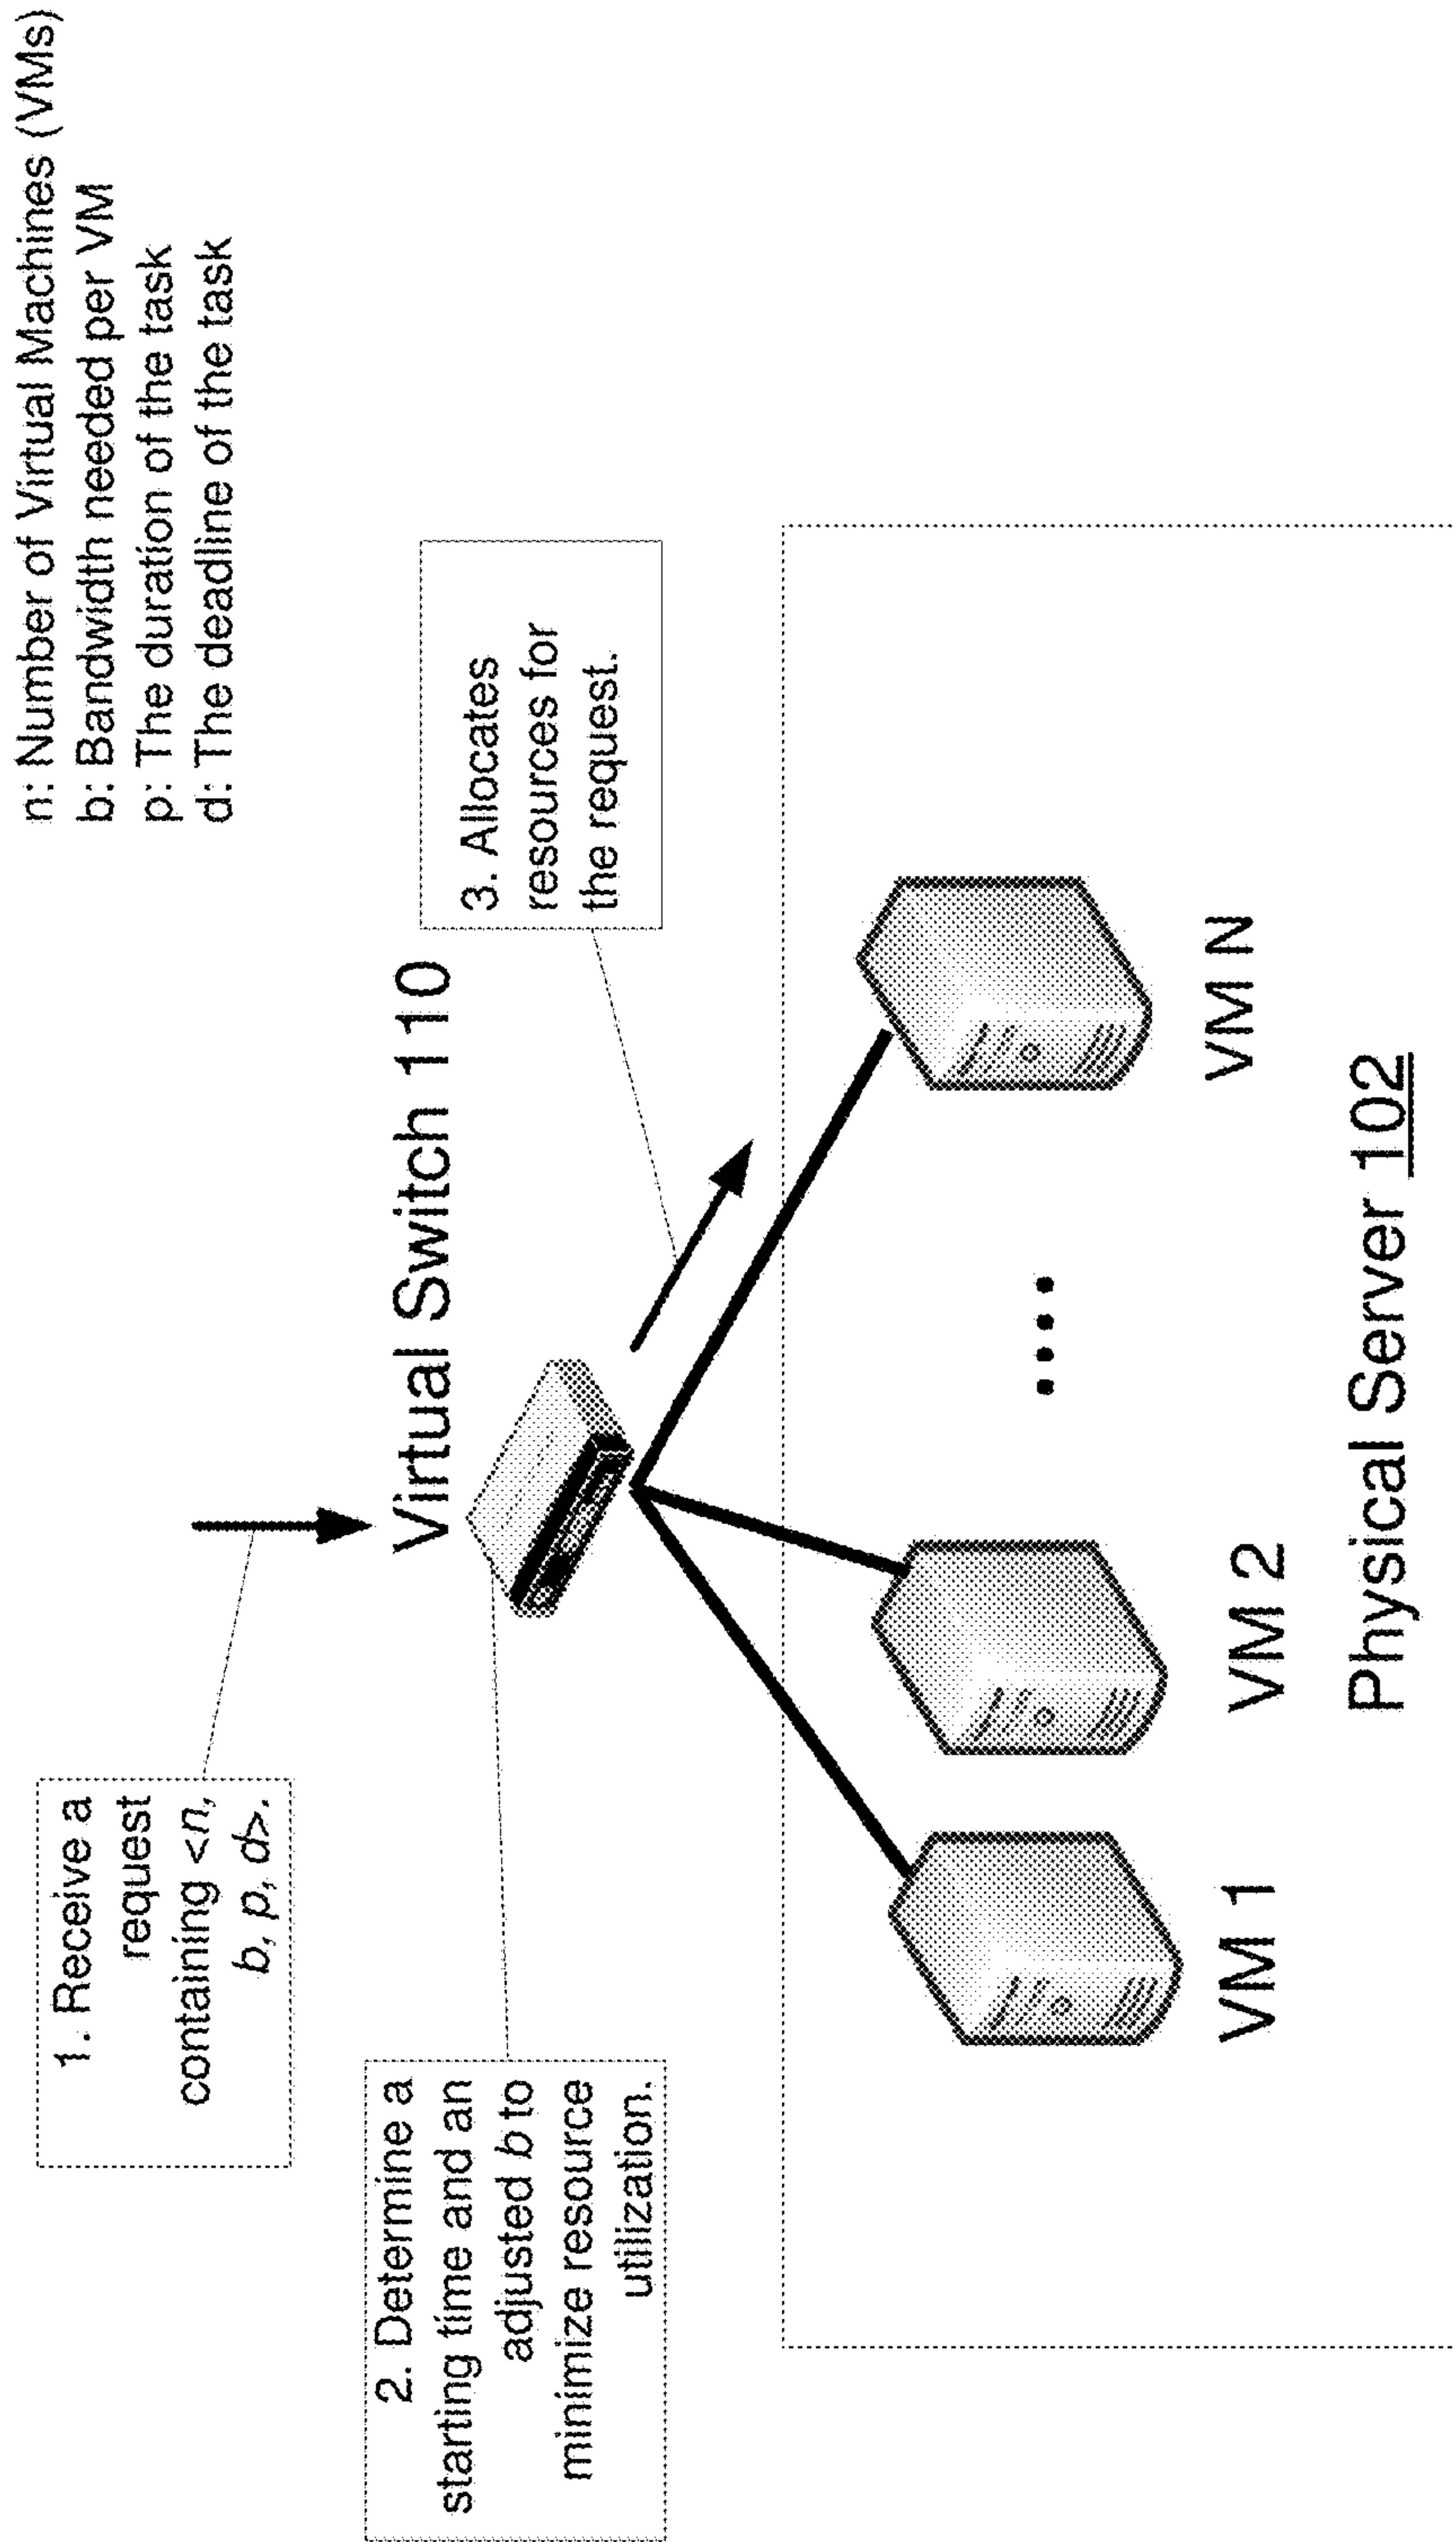 n: Number of Virtual Machines (VMs)
b: Bandwidth needed per VM
p: The duration of the task
d: The deadline of the task
1. Receive a
request
containing <n,
b, p, d>.
Virtual Switch 110
2. Determine a
starting time and an
adjusted b to
minimize resource
utilization.
3. Allocates
resources for
the request.
VM 1
VM 2
VM N
Physical Server 102